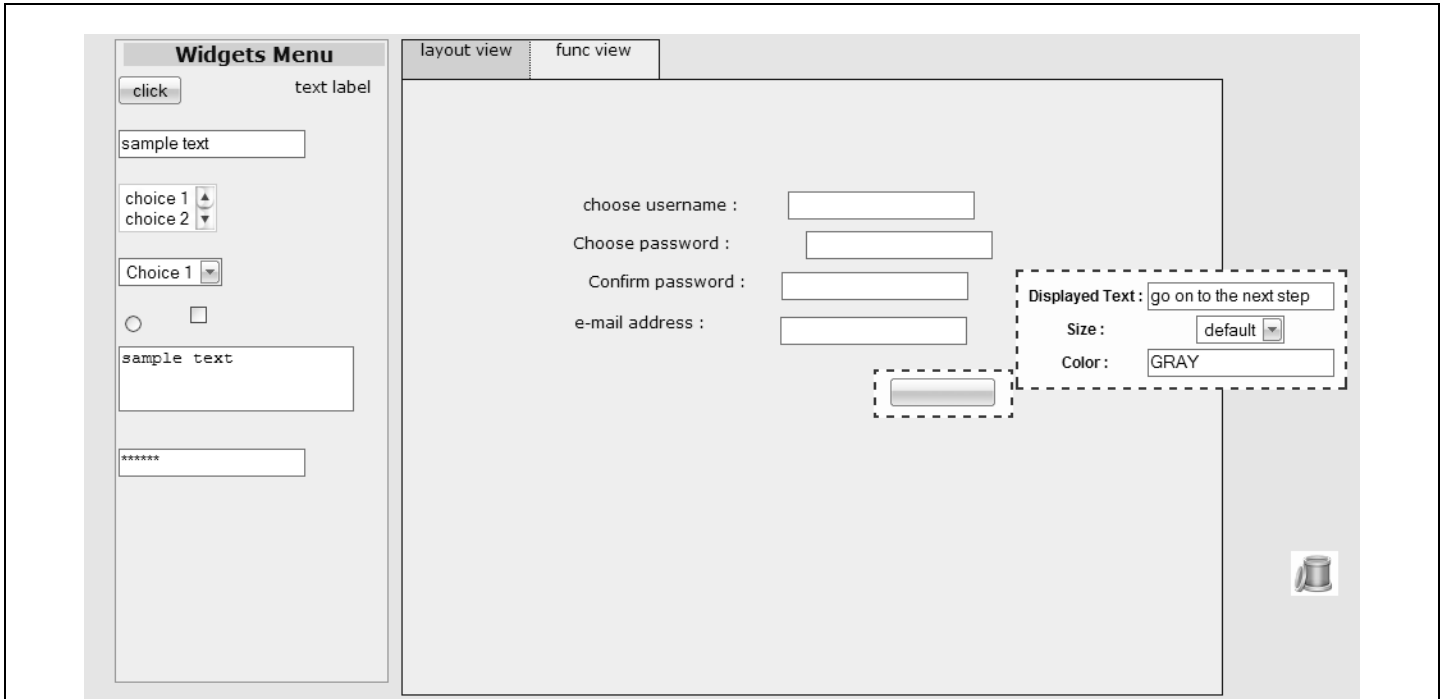 Widgets Menu
click
text label
sample text
choice 1
choice 2
Choice 1
sample text
******
layout view
func view
choose username :
Choose password :
Confirm password :
e-mail address :
Displayed Text : go on to the next step
Size : default
Color : GRAY